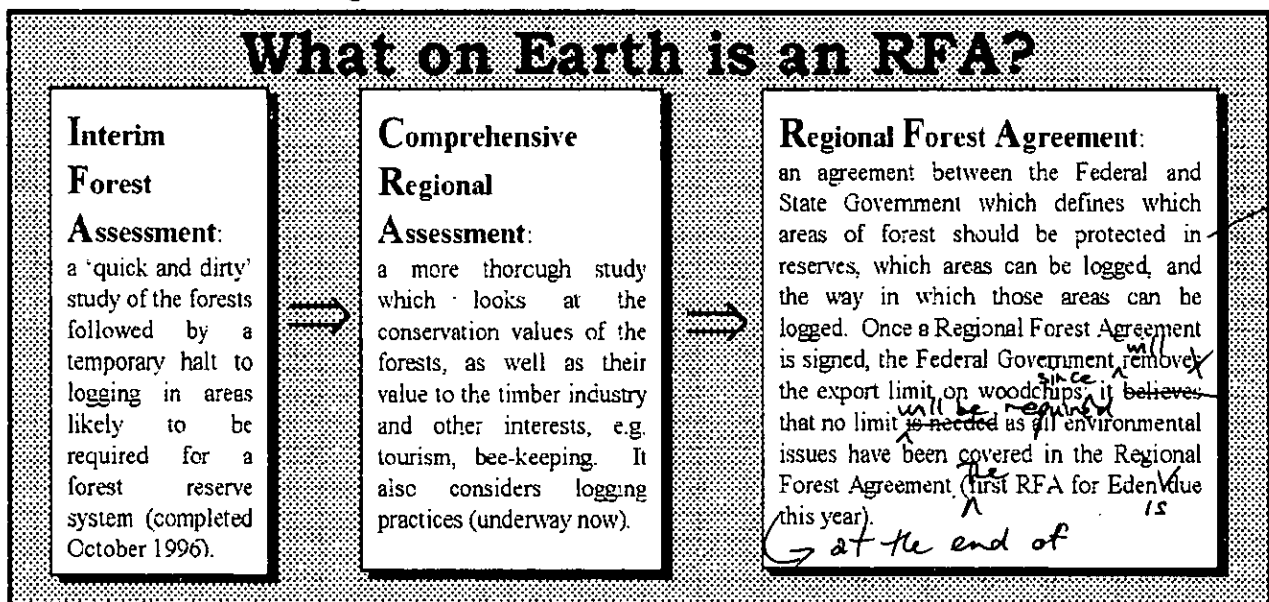 What on Earth is an RFA?
Interim
Forest
Assessment:
a 'quick and dirty'
study of the forests
followed by a
temporary halt to
logging in areas
likely to be
required for a
forest reserve
system (completed
October 1996).
Comprehensive
Regional
Assessment:
a more thorough study
which looks at the
conservation values of the
forests, as well as their
value to the timber industry
and other interests, e.g.
tourism, bee-keeping. It
also considers logging
practices (underway now).
Regional Forest Agreement:
an agreement between the Federal and
State Government which defines which
areas of forest should be protected in
reserves, which areas can be logged, and
the way in which those areas can be
logged. Once a Regional Forest Agreement
will
is signed, the Federal Government removes
since
the export limit on woodchips, it believes
will be required
that no limit is needed as all environmental
issues have been covered in the Regional
the
Forest Agreement (first RFA for Eden due
is
this year).
at the end of